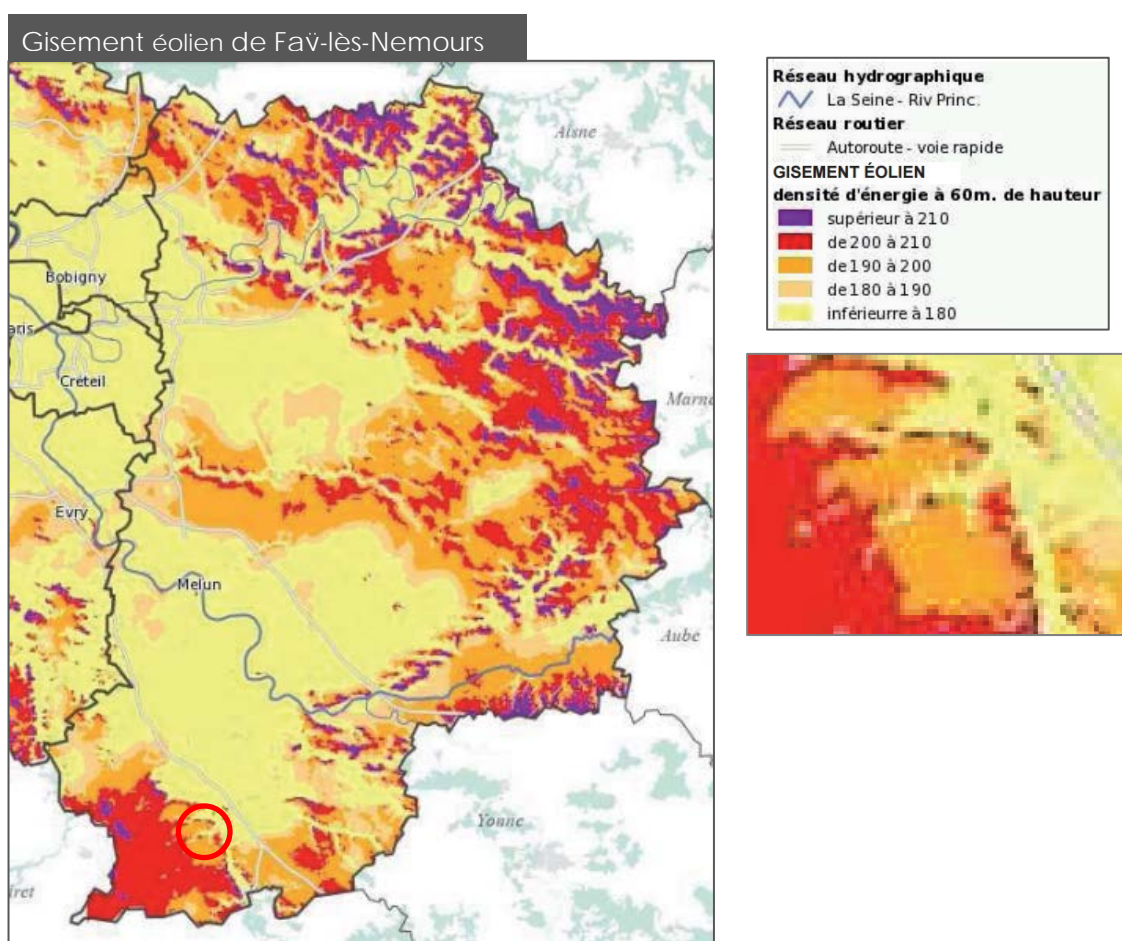 Gisement éolien de Faÿ-lès-Nemours
Aisne
Bobigny
aris
Créteil
Marne
Evry
Melun
Aube
Yonne
iret
Réseau hydrographique
La Seine - Riv Princ.
Réseau routier
Autoroute - voie rapide
GISEMENT ÉOLIEN
densité d'énergie à 60m. de hauteur
supérieur à 210
de 200 à 210
de 190 à 200
de 180 à 190
inférieurre à 180